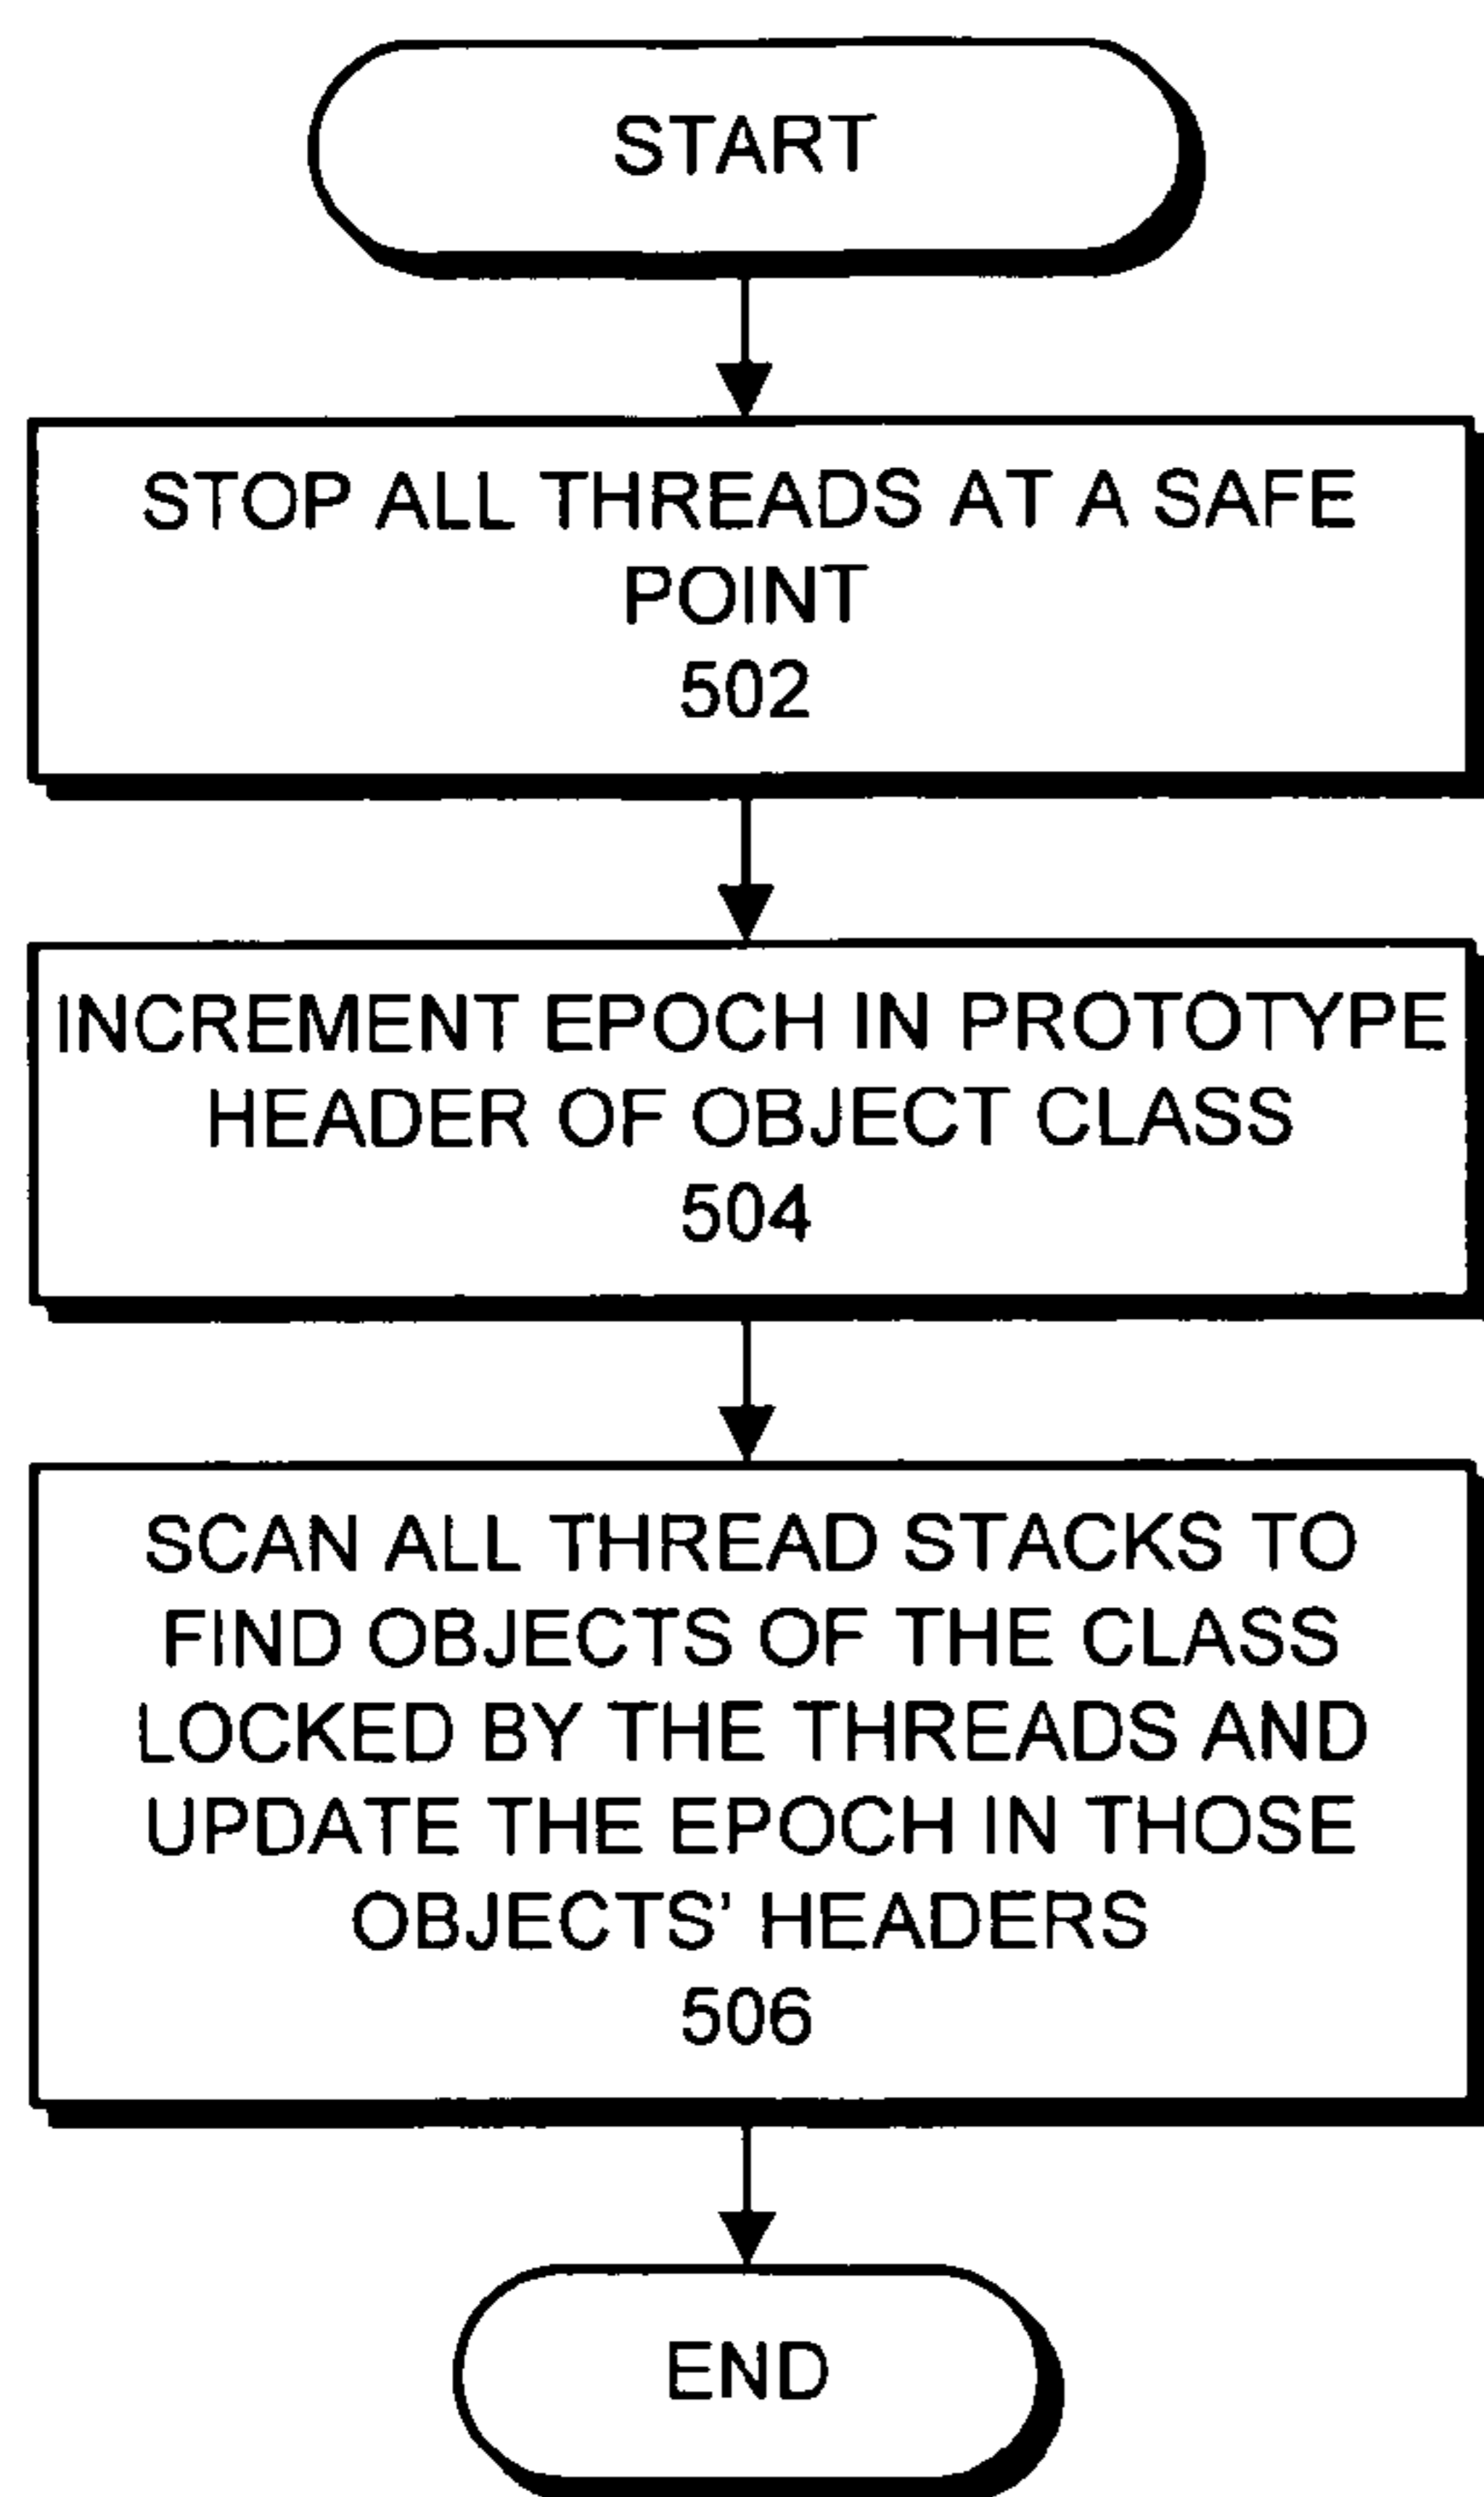 START
STOP ALL THREADS AT A SAFE
POINT
502
INCREMENT EPOCH IN PROTOTYPE
HEADER OF OBJECT CLASS
504
SCAN ALL THREAD STACKS TO
FIND OBJECTS OF THE CLASS
LOCKED BY THE THREADS AND
UPDATE THE EPOCH IN THOSE
OBJECTS’ HEADERS
506
END